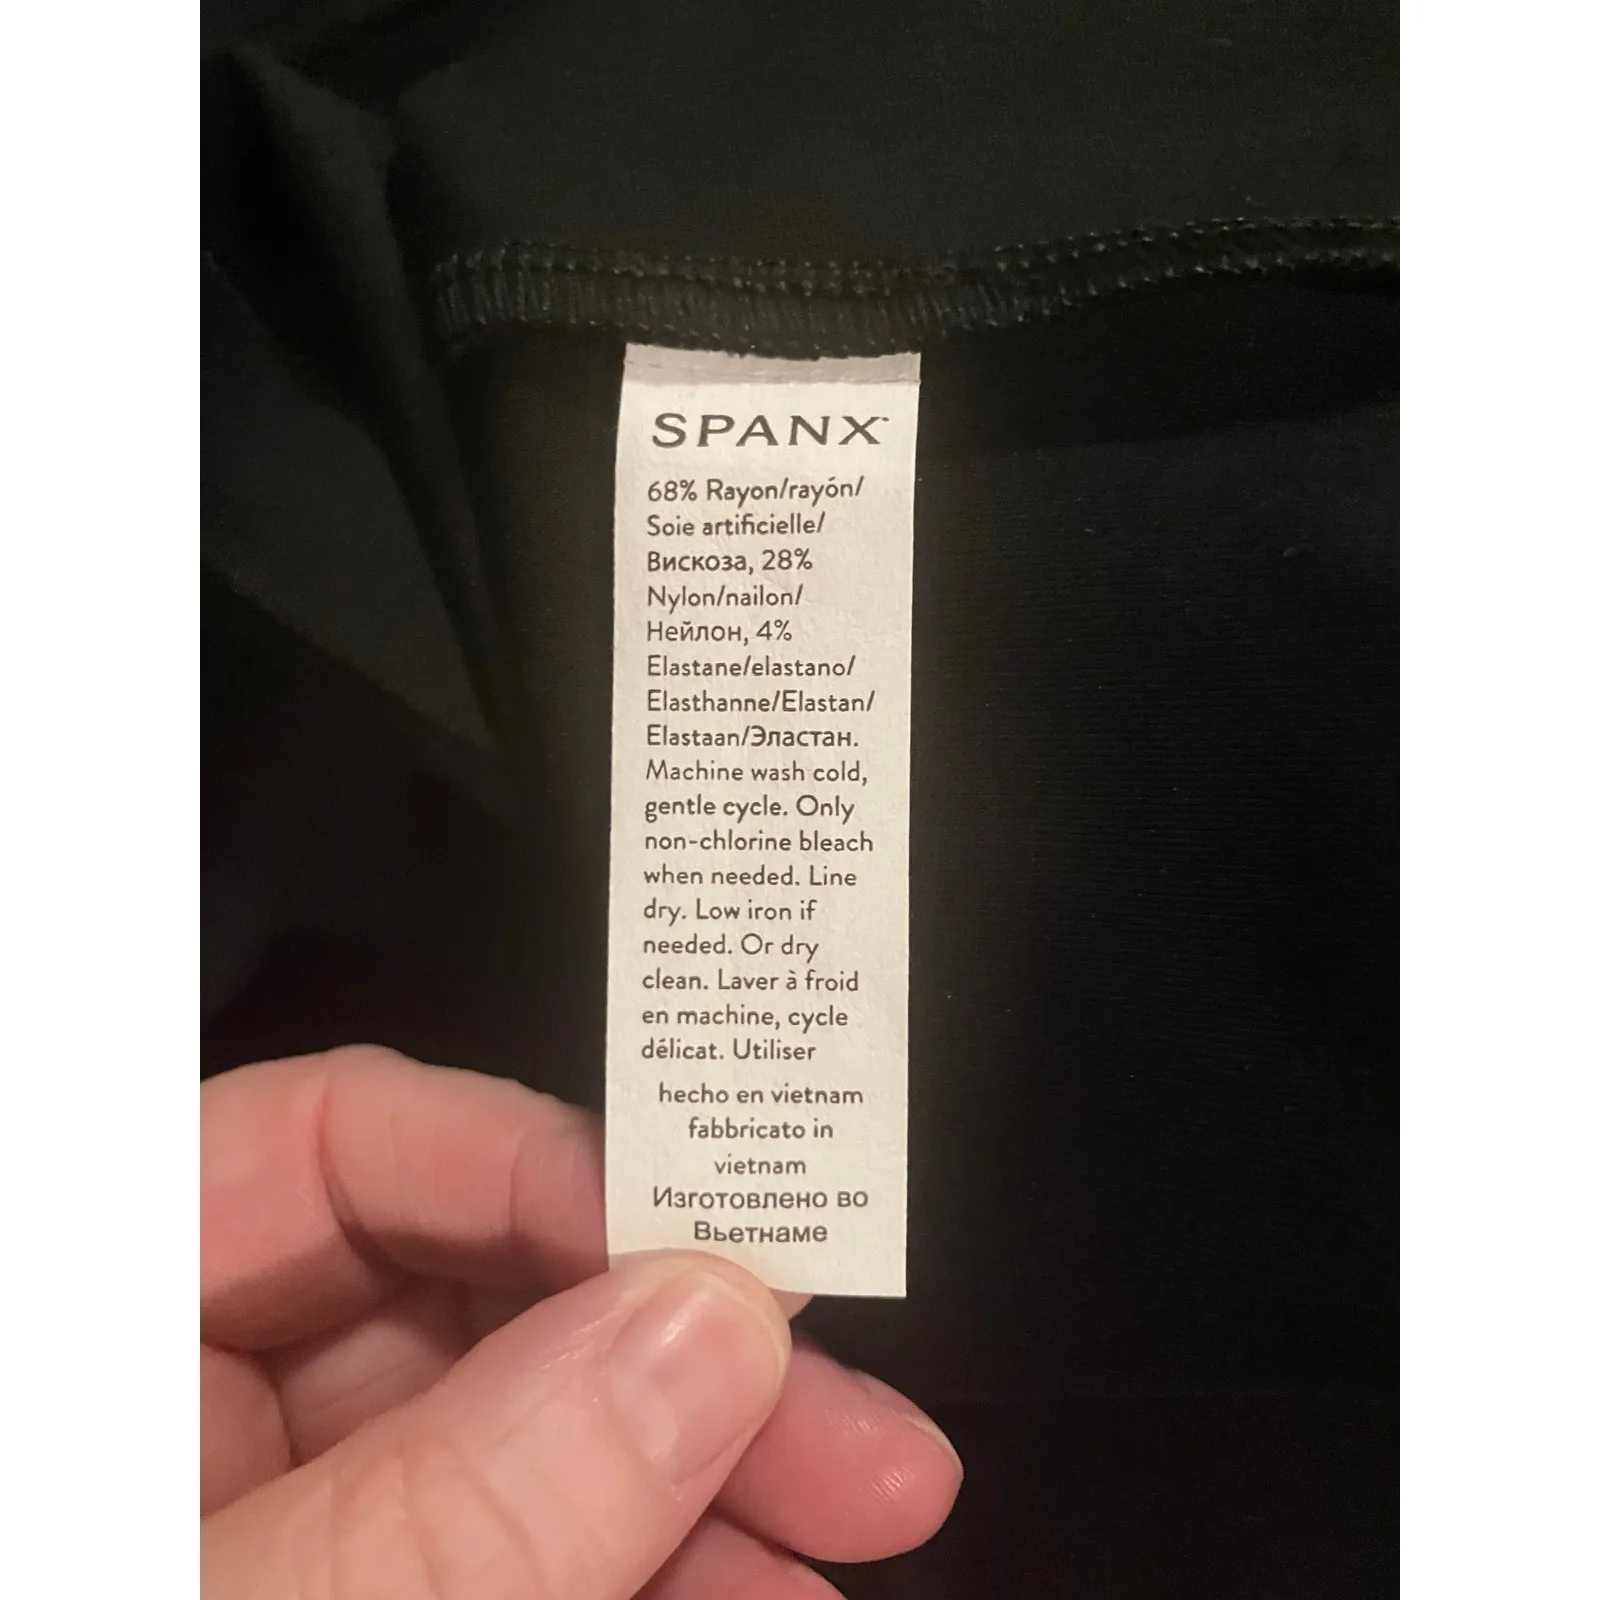 SPANX
68% Rayon/rayón/
Soie artificielle/
Вискоза, 28%
Nylon/nailon/
Нейлон, 4%
Elastane/elastano/
Elasthanne/Elastan/
Elastaan/Эластан.
Machine wash cold,
gentle cycle. Only
non-chlorine bleach
when needed. Line
dry. Low iron if
needed. Or dry
clean. Laver à froid
en machine, cycle
délicat. Utiliser
hecho en vietnam
fabbricato in
vietnam
Изготовлено во
Вьетнаме